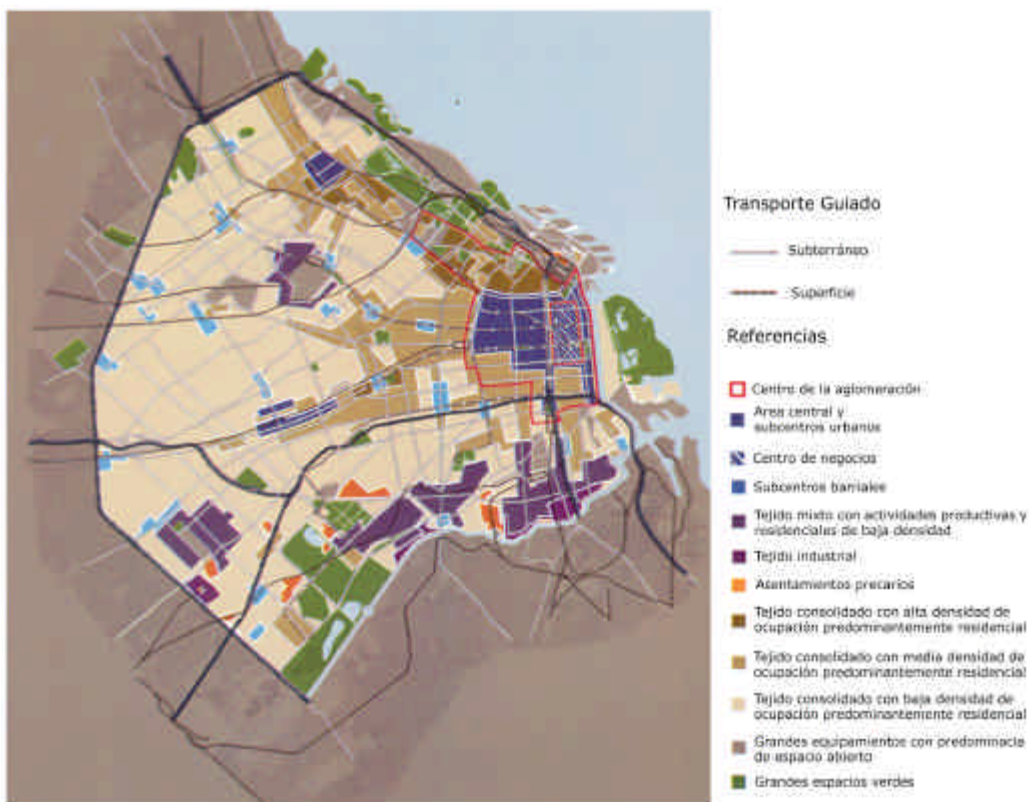 Transporte Guiado
Subterráneo
Superficie
Referencias
Centro de la aglomeración
Area central y
subcentros urbanos
Centro de negocios
Subcentros barriales
Tejido mixto con actividades productivas y
residenciales de baja densidad
Tejido industrial
Asentamientos precarios
Tejido consolidado con alta densidad de
ocupación predominantemente residencial
Tejido consolidado con media densidad de
ocupación predominantemente residencial
Tejido consolidado con baja densidad de
ocupación predominantemente residencial
Grandes equipamientos con predominacia
de espacio abierto
Grandes espacios verdes